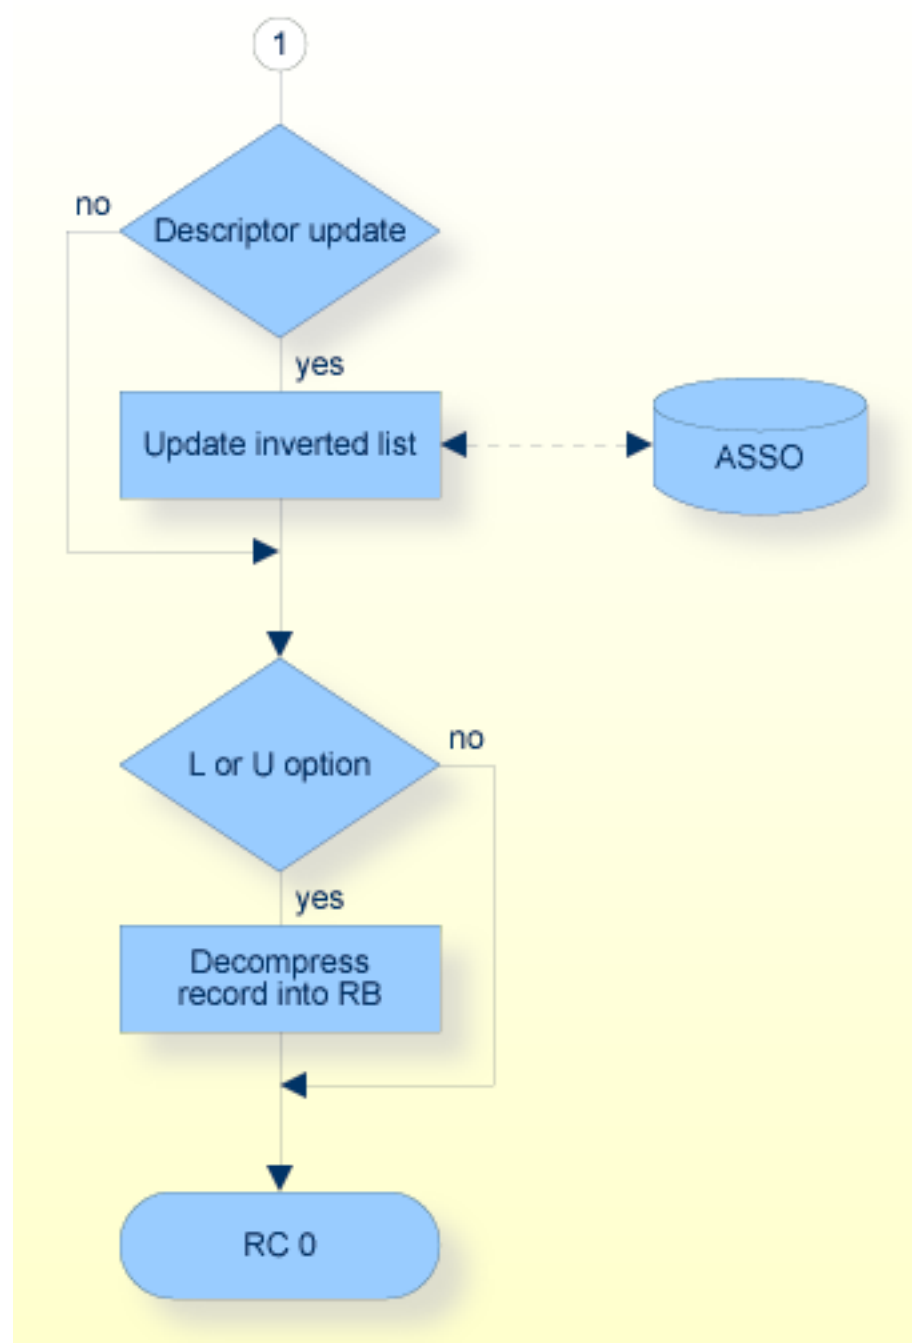 1
no
Descriptor update
yes
Update inverted list
ASSO
no
L or U option
yes
Decompress
record into RB
RC 0